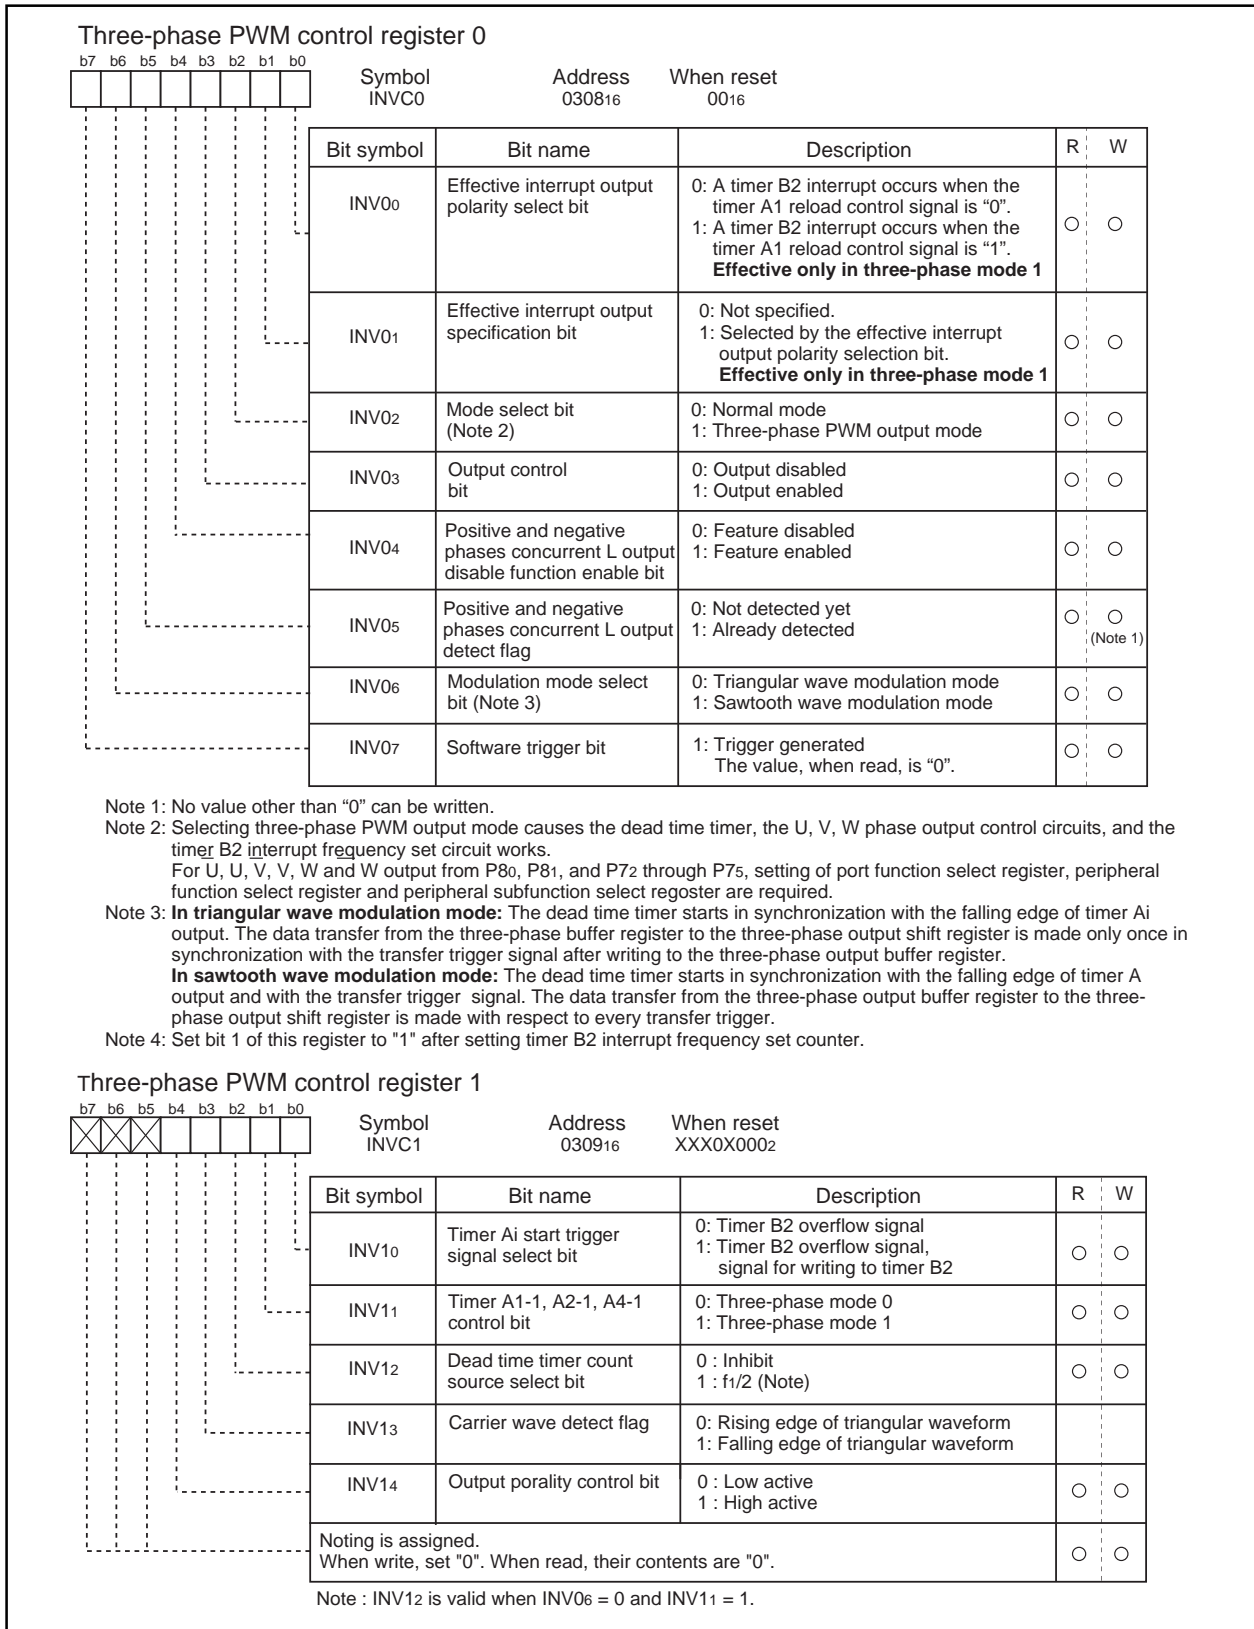 Three-phase PWM control register 0
b7 b6 b5 b4 b3 b2 b1 b0
Symbol Address When reset
INVC0 030816 0016
Bit symbol Bit name Description R W
INV00 Effective interrupt output polarity select bit
0: A timer B2 interrupt occurs when the
timer A1 reload control signal is “0”.
1: A timer B2 interrupt occurs when the
timer A1 reload control signal is “1”.
Effective only in three-phase mode 1
INV01 Effective interrupt output specification bit
0: Not specified.
1: Selected by the effective interrupt
output polarity selection bit.
Effective only in three-phase mode 1
INV02 Mode select bit (Note 2)
0: Normal mode
1: Three-phase PWM output mode
INV03 Output control bit
0: Output disabled
1: Output enabled
INV04 Positive and negative phases concurrent L output disable function enable bit
0: Feature disabled
1: Feature enabled
INV05 Positive and negative phases concurrent L output detect flag
0: Not detected yet
1: Already detected
(Note 1)
INV06 Modulation mode select bit (Note 3)
0: Triangular wave modulation mode
1: Sawtooth wave modulation mode
INV07 Software trigger bit
1: Trigger generated
The value, when read, is “0”.
Note 1: No value other than “0” can be written.
Note 2: Selecting three-phase PWM output mode causes the dead time timer, the U, V, W phase output control circuits, and the
timer B2 interrupt frequency set circuit works.
For U, U̅, V, V̅, W and W̅ output from P80, P81, and P72 through P75, setting of port function select register, peripheral
function select register and peripheral subfunction select regoster are required.
Note 3: In triangular wave modulation mode: The dead time timer starts in synchronization with the falling edge of timer Ai
output. The data transfer from the three-phase buffer register to the three-phase output shift register is made only once in
synchronization with the transfer trigger signal after writing to the three-phase output buffer register.
In sawtooth wave modulation mode: The dead time timer starts in synchronization with the falling edge of timer A
output and with the transfer trigger signal. The data transfer from the three-phase output buffer register to the three-
phase output shift register is made with respect to every transfer trigger.
Note 4: Set bit 1 of this register to "1" after setting timer B2 interrupt frequency set counter.
Three-phase PWM control register 1
b7 b6 b5 b4 b3 b2 b1 b0
Symbol Address When reset
INVC1 030916 XXX0X0002
Bit symbol Bit name Description R W
INV10 Timer Ai start trigger signal select bit
0: Timer B2 overflow signal
1: Timer B2 overflow signal,
signal for writing to timer B2
INV11 Timer A1-1, A2-1, A4-1 control bit
0: Three-phase mode 0
1: Three-phase mode 1
INV12 Dead time timer count source select bit
0 : Inhibit
1 : f1/2 (Note)
INV13 Carrier wave detect flag
0: Rising edge of triangular waveform
1: Falling edge of triangular waveform
INV14 Output porality control bit
0 : Low active
1 : High active
Noting is assigned.
When write, set "0". When read, their contents are "0".
Note : INV12 is valid when INV06 = 0 and INV11 = 1.